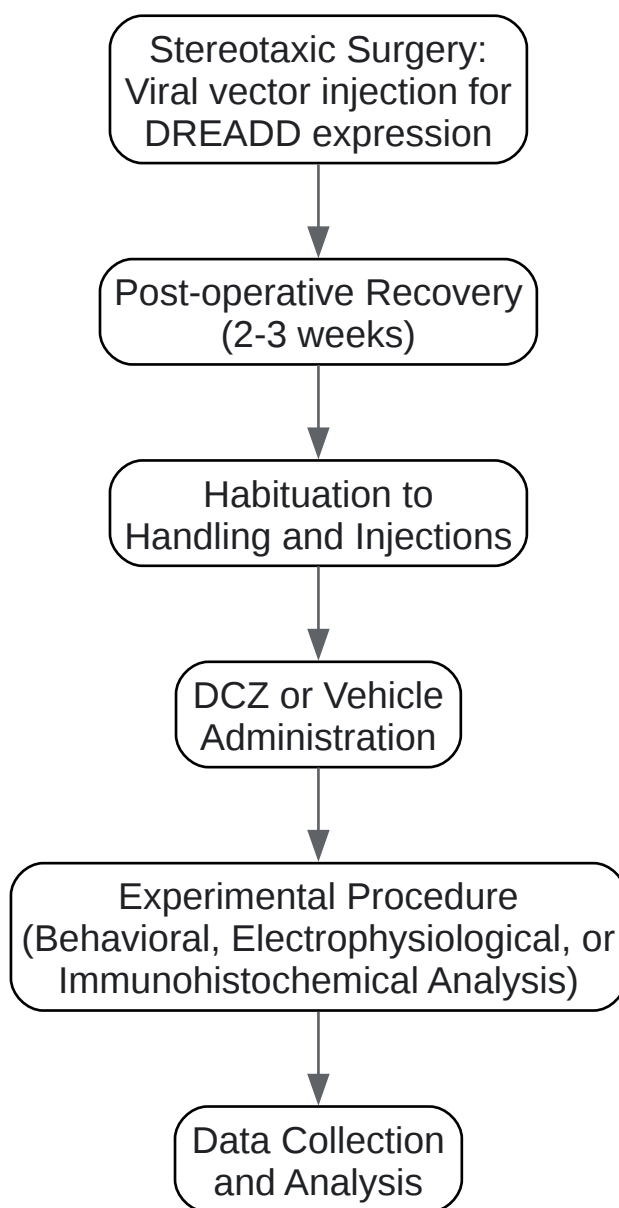 Stereotaxic Surgery:
Viral vector injection for
DREADD expression
Post-operative Recovery
(2-3 weeks)
Habituation to
Handling and Injections
DCZ or Vehicle
Administration
Experimental Procedure
(Behavioral, Electrophysiological, or
Immunohistochemical Analysis)
Data Collection
and Analysis